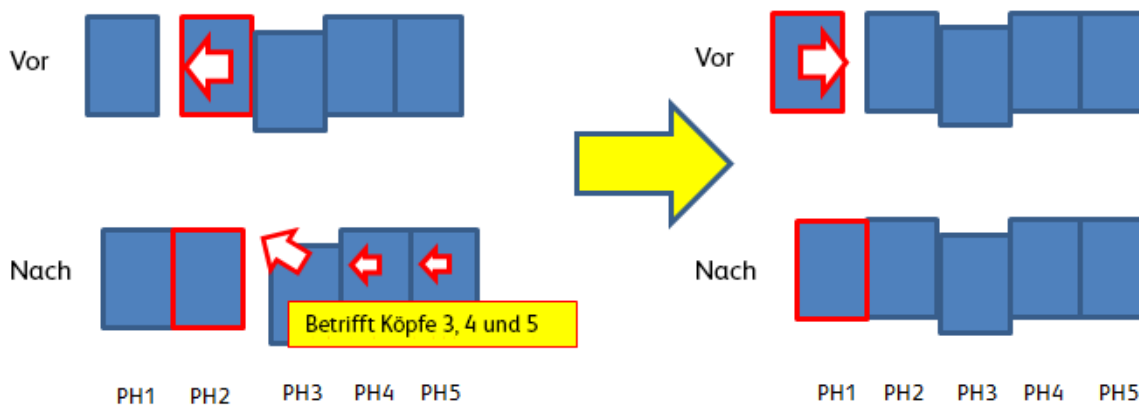 Vor
Vor
Nach
Nach
Betrifft Köpfe 3, 4 und 5
PH1 PH2 PH3 PH4 PH5
PH1 PH2 PH3 PH4 PH5